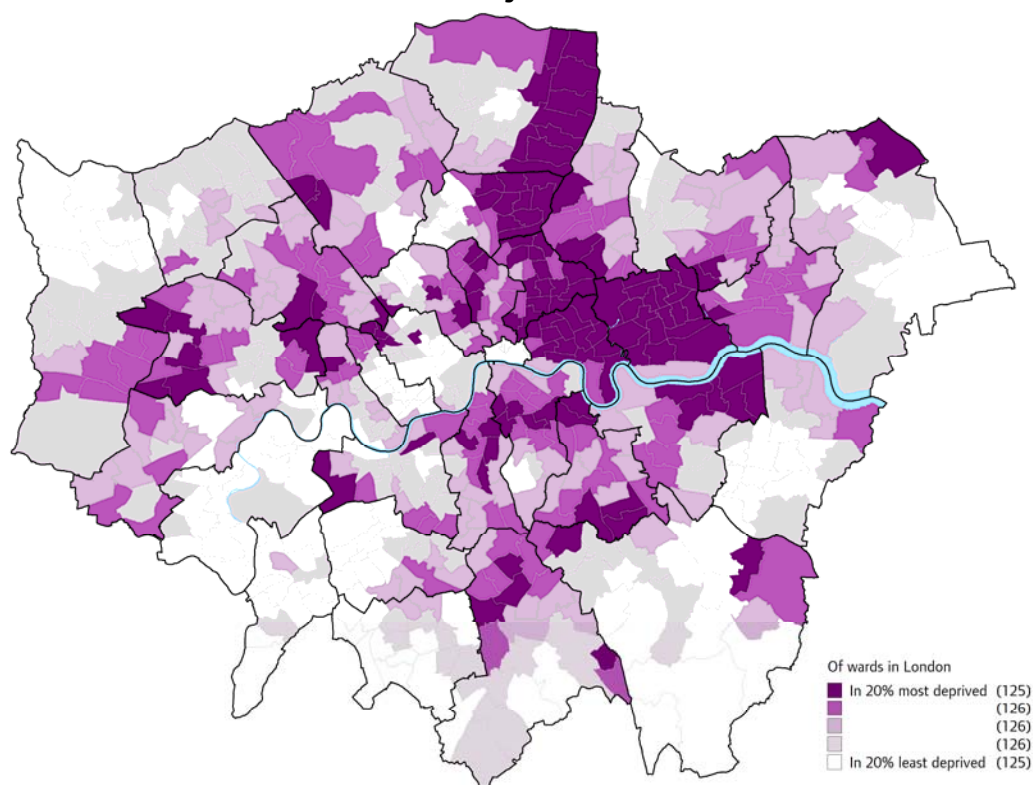 Of wards in London
In 20% most deprived (125)
(126)
(126)
(126)
In 20% least deprived (125)